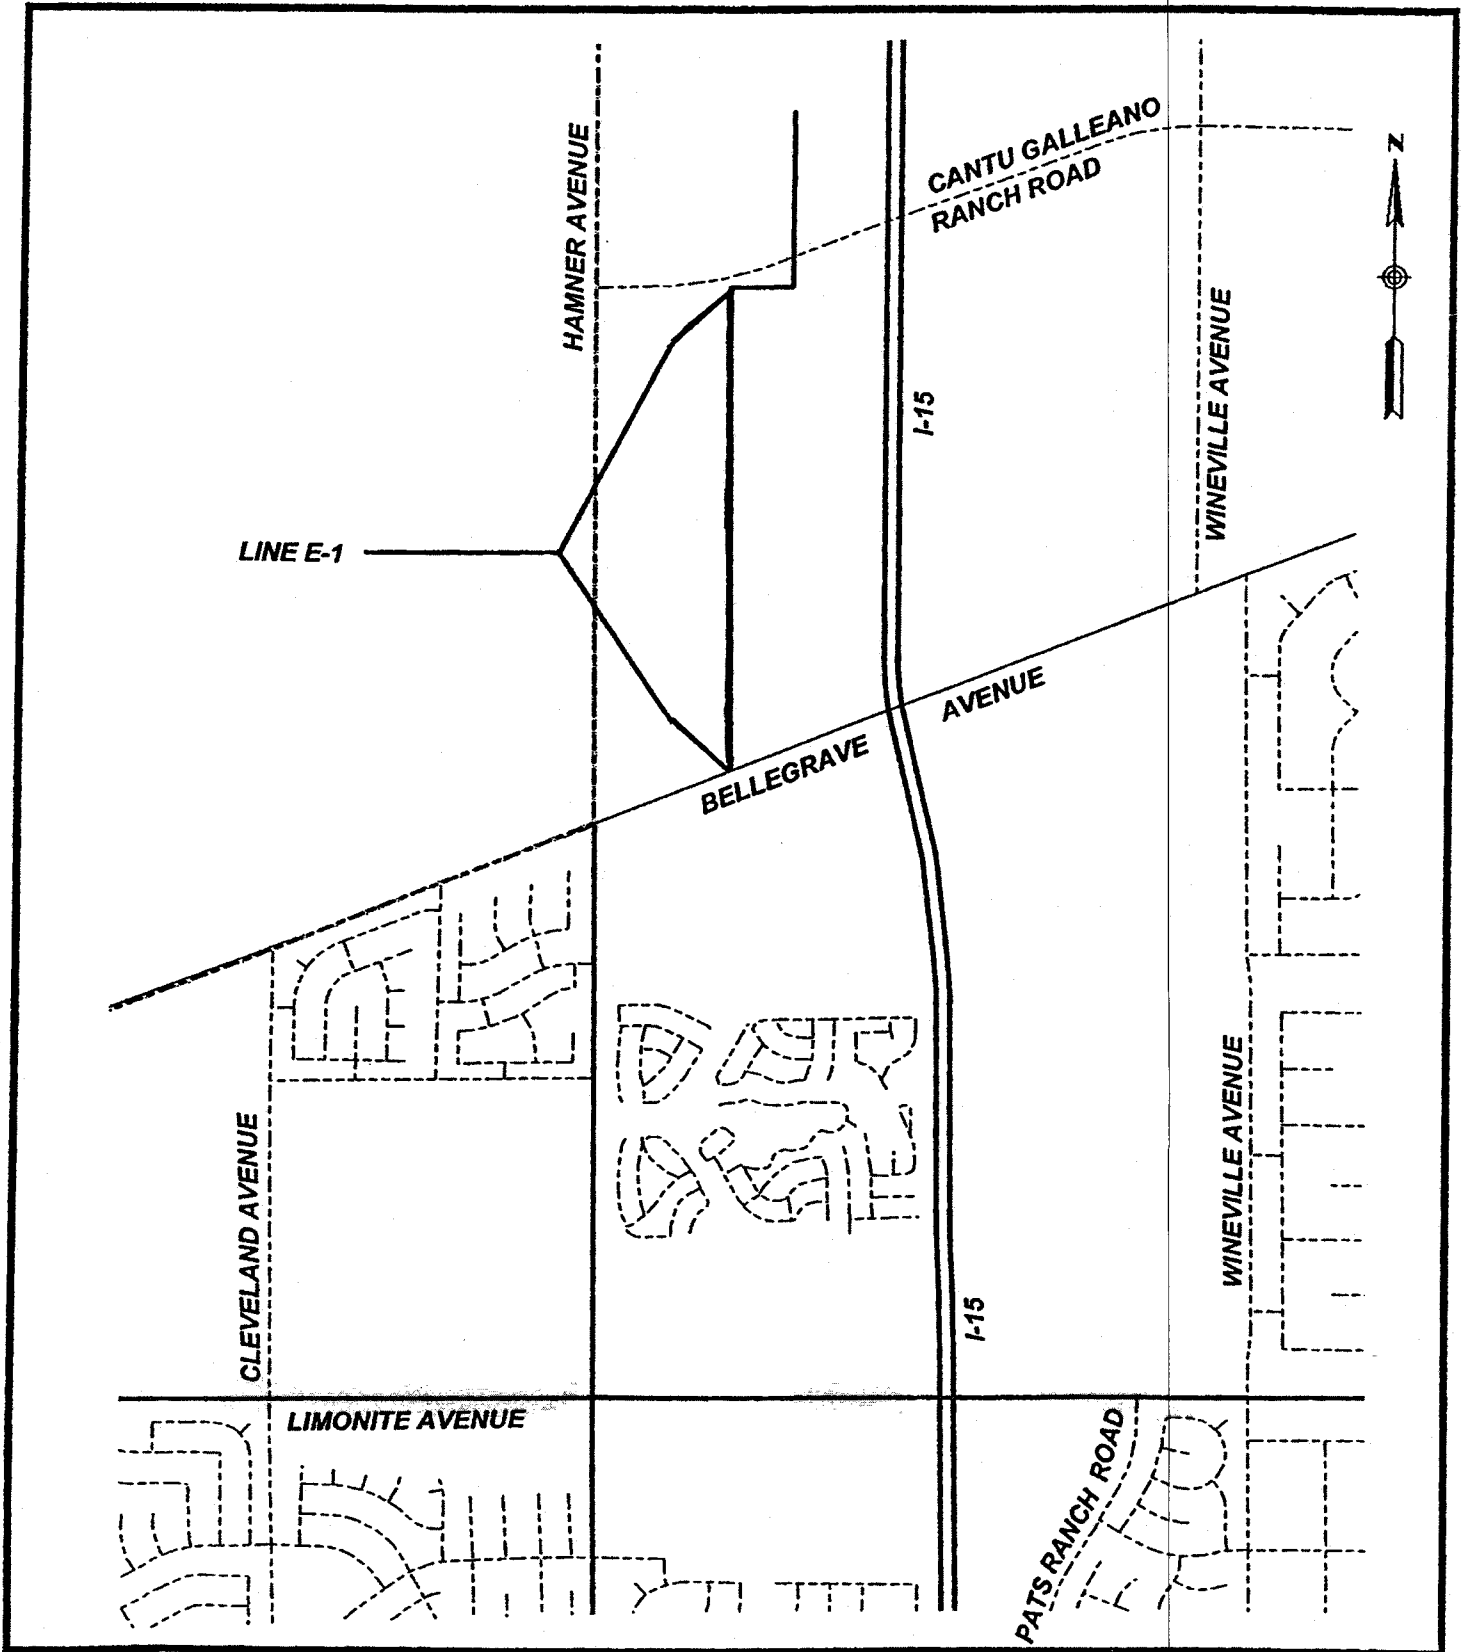 N
CANTU GALLEANO
RANCH ROAD
HAMNER AVENUE
I-15
WINEVILLE AVENUE
LINE E-1
BELLEGRAVE
AVENUE
CLEVELAND AVENUE
WINEVILLE AVENUE
I-15
LIMONITE AVENUE
PATS RANCH ROAD